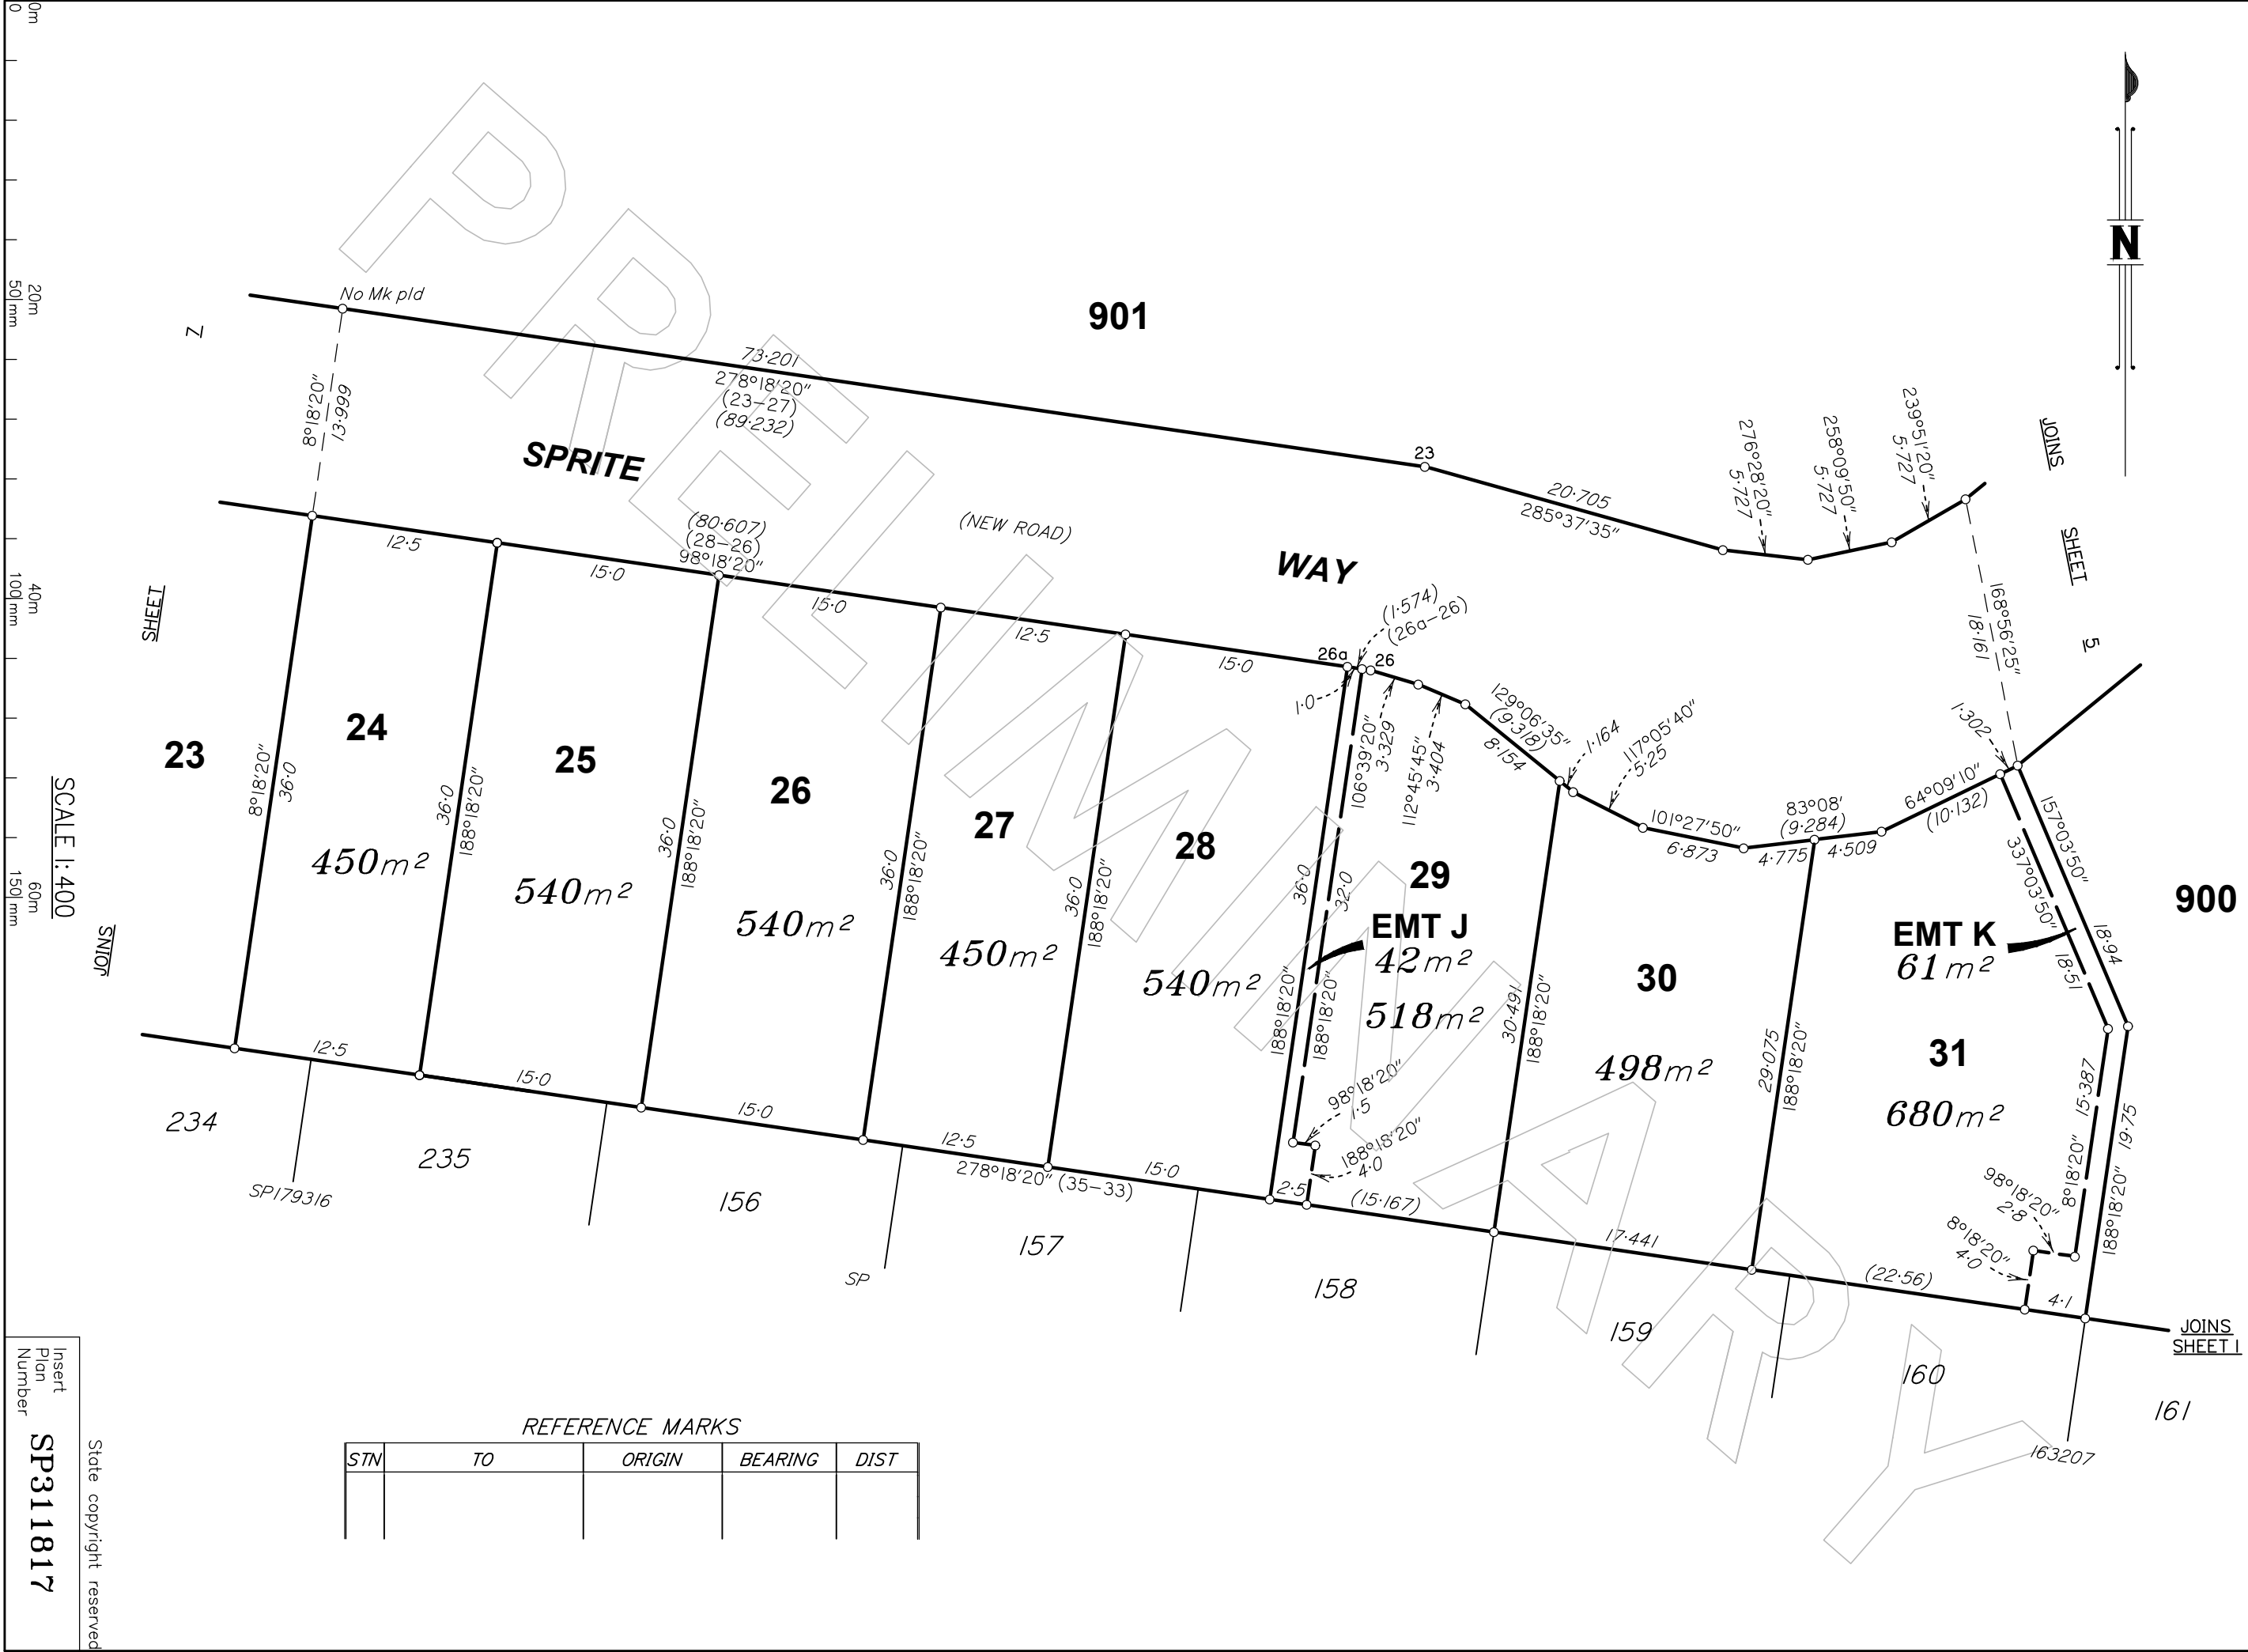 0m
0
20m
50mm
40m
100mm
60m
150mm
SCALE 1:400
Insert
Plan
Number
SP311817
State copyright reserved
PRELIMINARY
N
901
No Mk pld
7
SHEET
JOINS
8°18'20"
13·999
73·201
278°18'20"
(23-27)
(89·232)
SPRITE
WAY
(NEW ROAD)
(80·607)
(28-26)
98°18'20"
23
20·705
285°37'35"
276°28'20"
5·727
258°09'50"
5·727
239°51'20"
5·727
JOINS
SHEET
5
168°56'25"
18·161
12·5
15·0
15·0
12·5
15·0
26a
26
(1·574)
(26a-26)
1·0
106°39'20"
3·329
112°45'45"
3·404
129°06'35"
(9·318)
8·154
1·164
117°05'40"
5·25
101°27'50"
6·873
83°08'
(9·284)
4·775
4·509
64°09'10"
(10·132)
1·302
157°03'50"
18·94
337°03'50"
18·51
23
8°18'20"
36·0
24
450m²
36·0
188°18'20"
25
540m²
36·0
188°18'20"
26
540m²
36·0
188°18'20"
27
450m²
36·0
188°18'20"
28
540m²
36·0
188°18'20"
32·0
188°18'20"
29
EMT J
42m²
518m²
98°18'20"
1·5
188°18'20"
4·0
30·491
188°18'20"
30
498m²
29·075
188°18'20"
EMT K
61m²
31
680m²
900
15·387
8°18'20"
19·75
188°18'20"
98°18'20"
2·8
8°18'20"
4·0
12·5
15·0
15·0
12·5
278°18'20" (35-33)
15·0
2·5
(15·167)
17·441
(22·56)
4·1
JOINS
SHEET 1
234
SP179316
235
156
SP
157
158
159
160
163207
161
REFERENCE MARKS
STN TO ORIGIN BEARING DIST